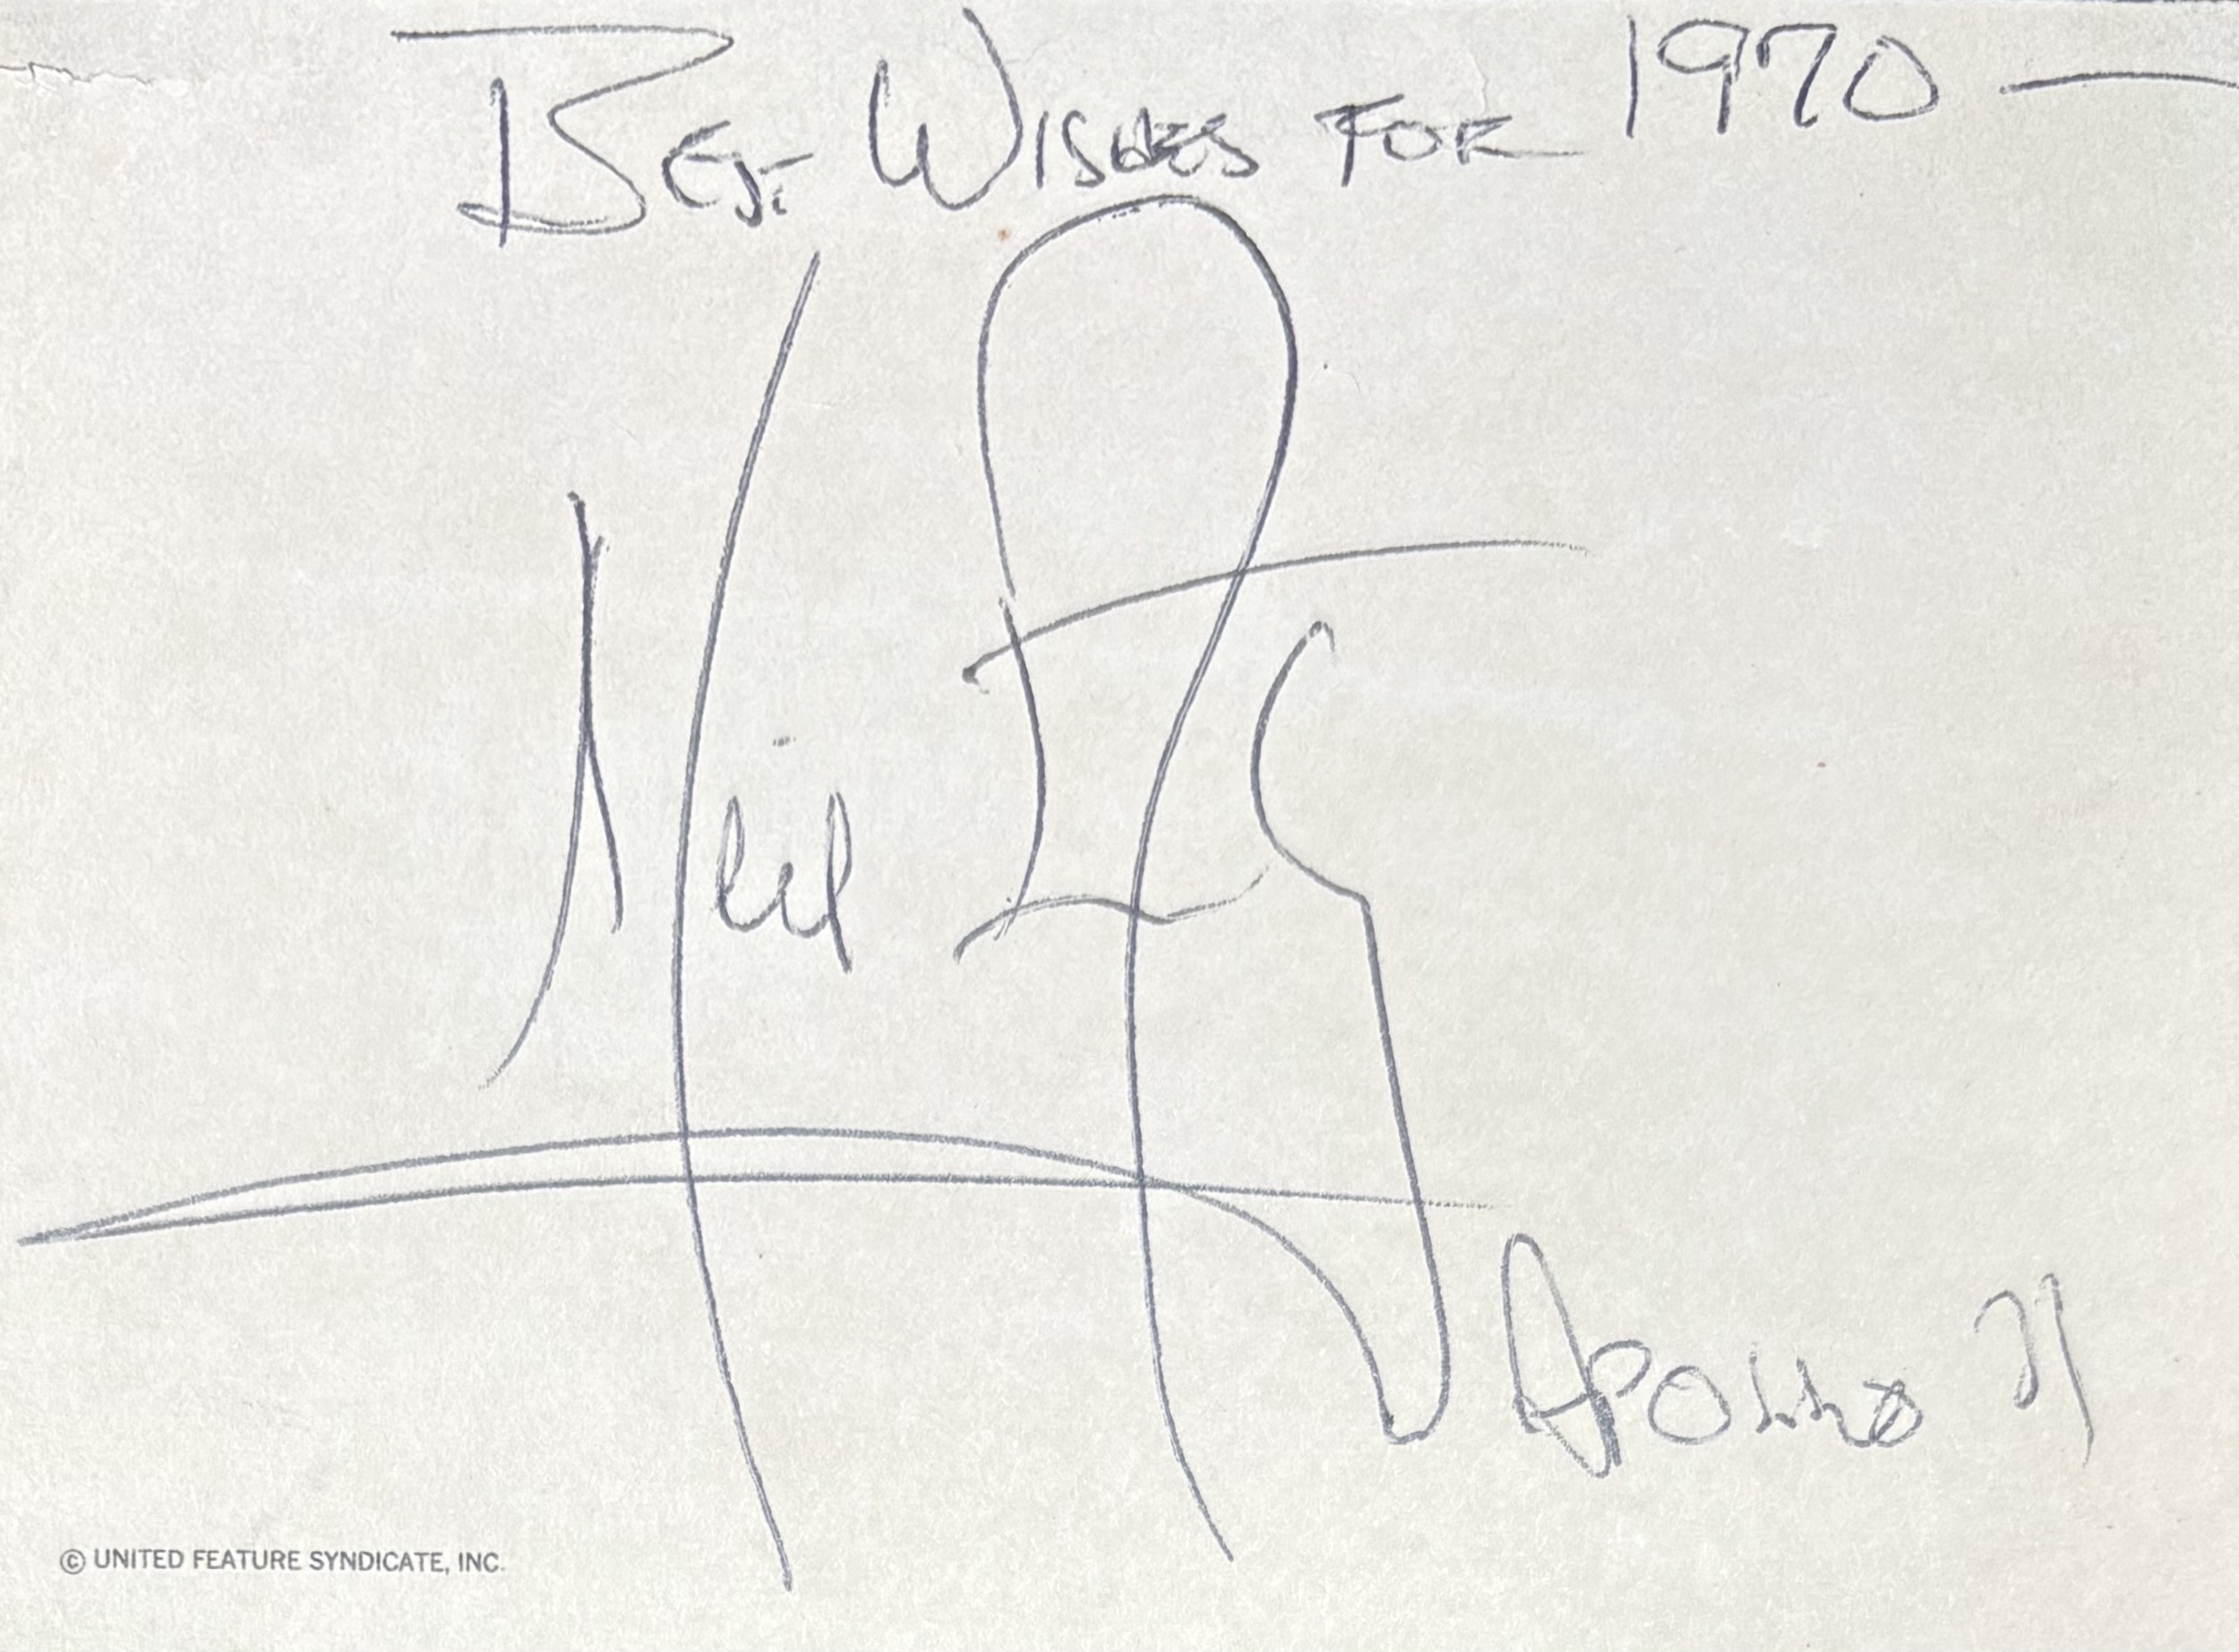 Best Wishes for 1970 —
Neil A
Apollo 11
© UNITED FEATURE SYNDICATE, INC.